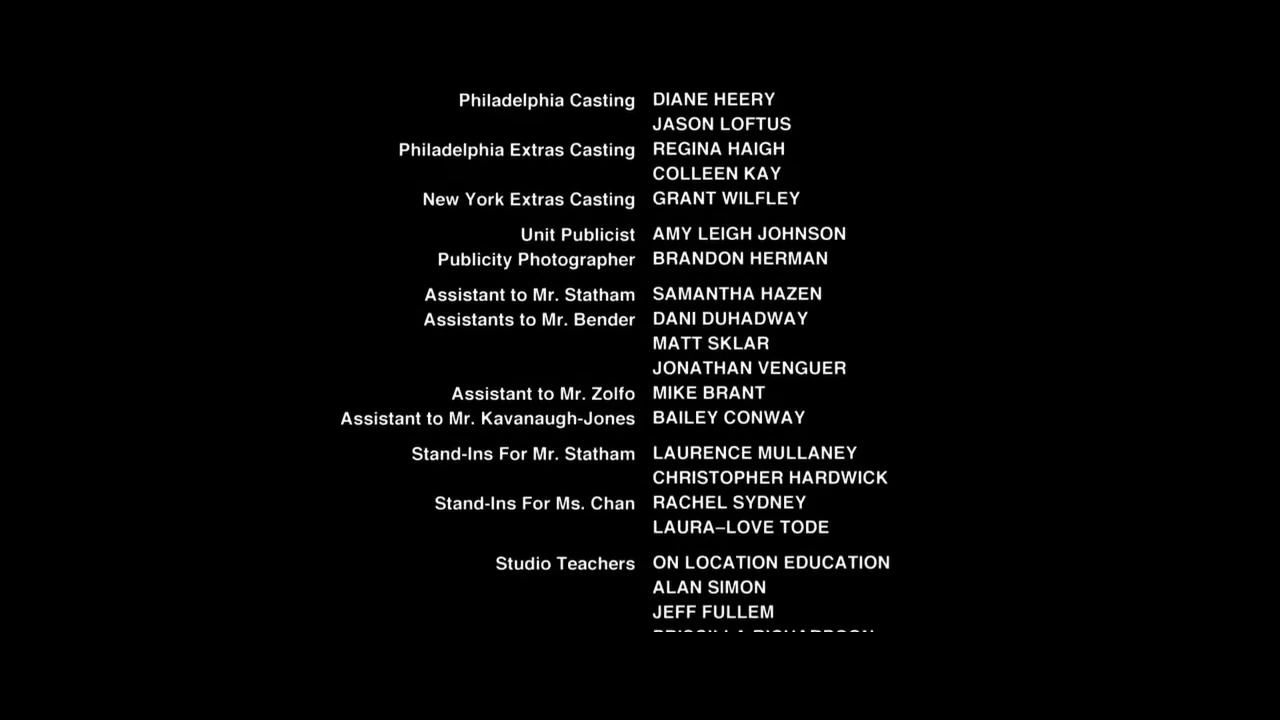 Philadelphia Casting DIANE HEERY
JASON LOFTUS
Philadelphia Extras Casting REGINA HAIGH
COLLEEN KAY
New York Extras Casting GRANT WILFLEY
Unit Publicist AMY LEIGH JOHNSON
Publicity Photographer BRANDON HERMAN
Assistant to Mr. Statham SAMANTHA HAZEN
Assistants to Mr. Bender DANI DUHADWAY
MATT SKLAR
JONATHAN VENGUER
Assistant to Mr. Zolfo MIKE BRANT
Assistant to Mr. Kavanaugh-Jones BAILEY CONWAY
Stand-Ins For Mr. Statham LAURENCE MULLANEY
CHRISTOPHER HARDWICK
Stand-Ins For Ms. Chan RACHEL SYDNEY
LAURA–LOVE TODE
Studio Teachers ON LOCATION EDUCATION
ALAN SIMON
JEFF FULLEM